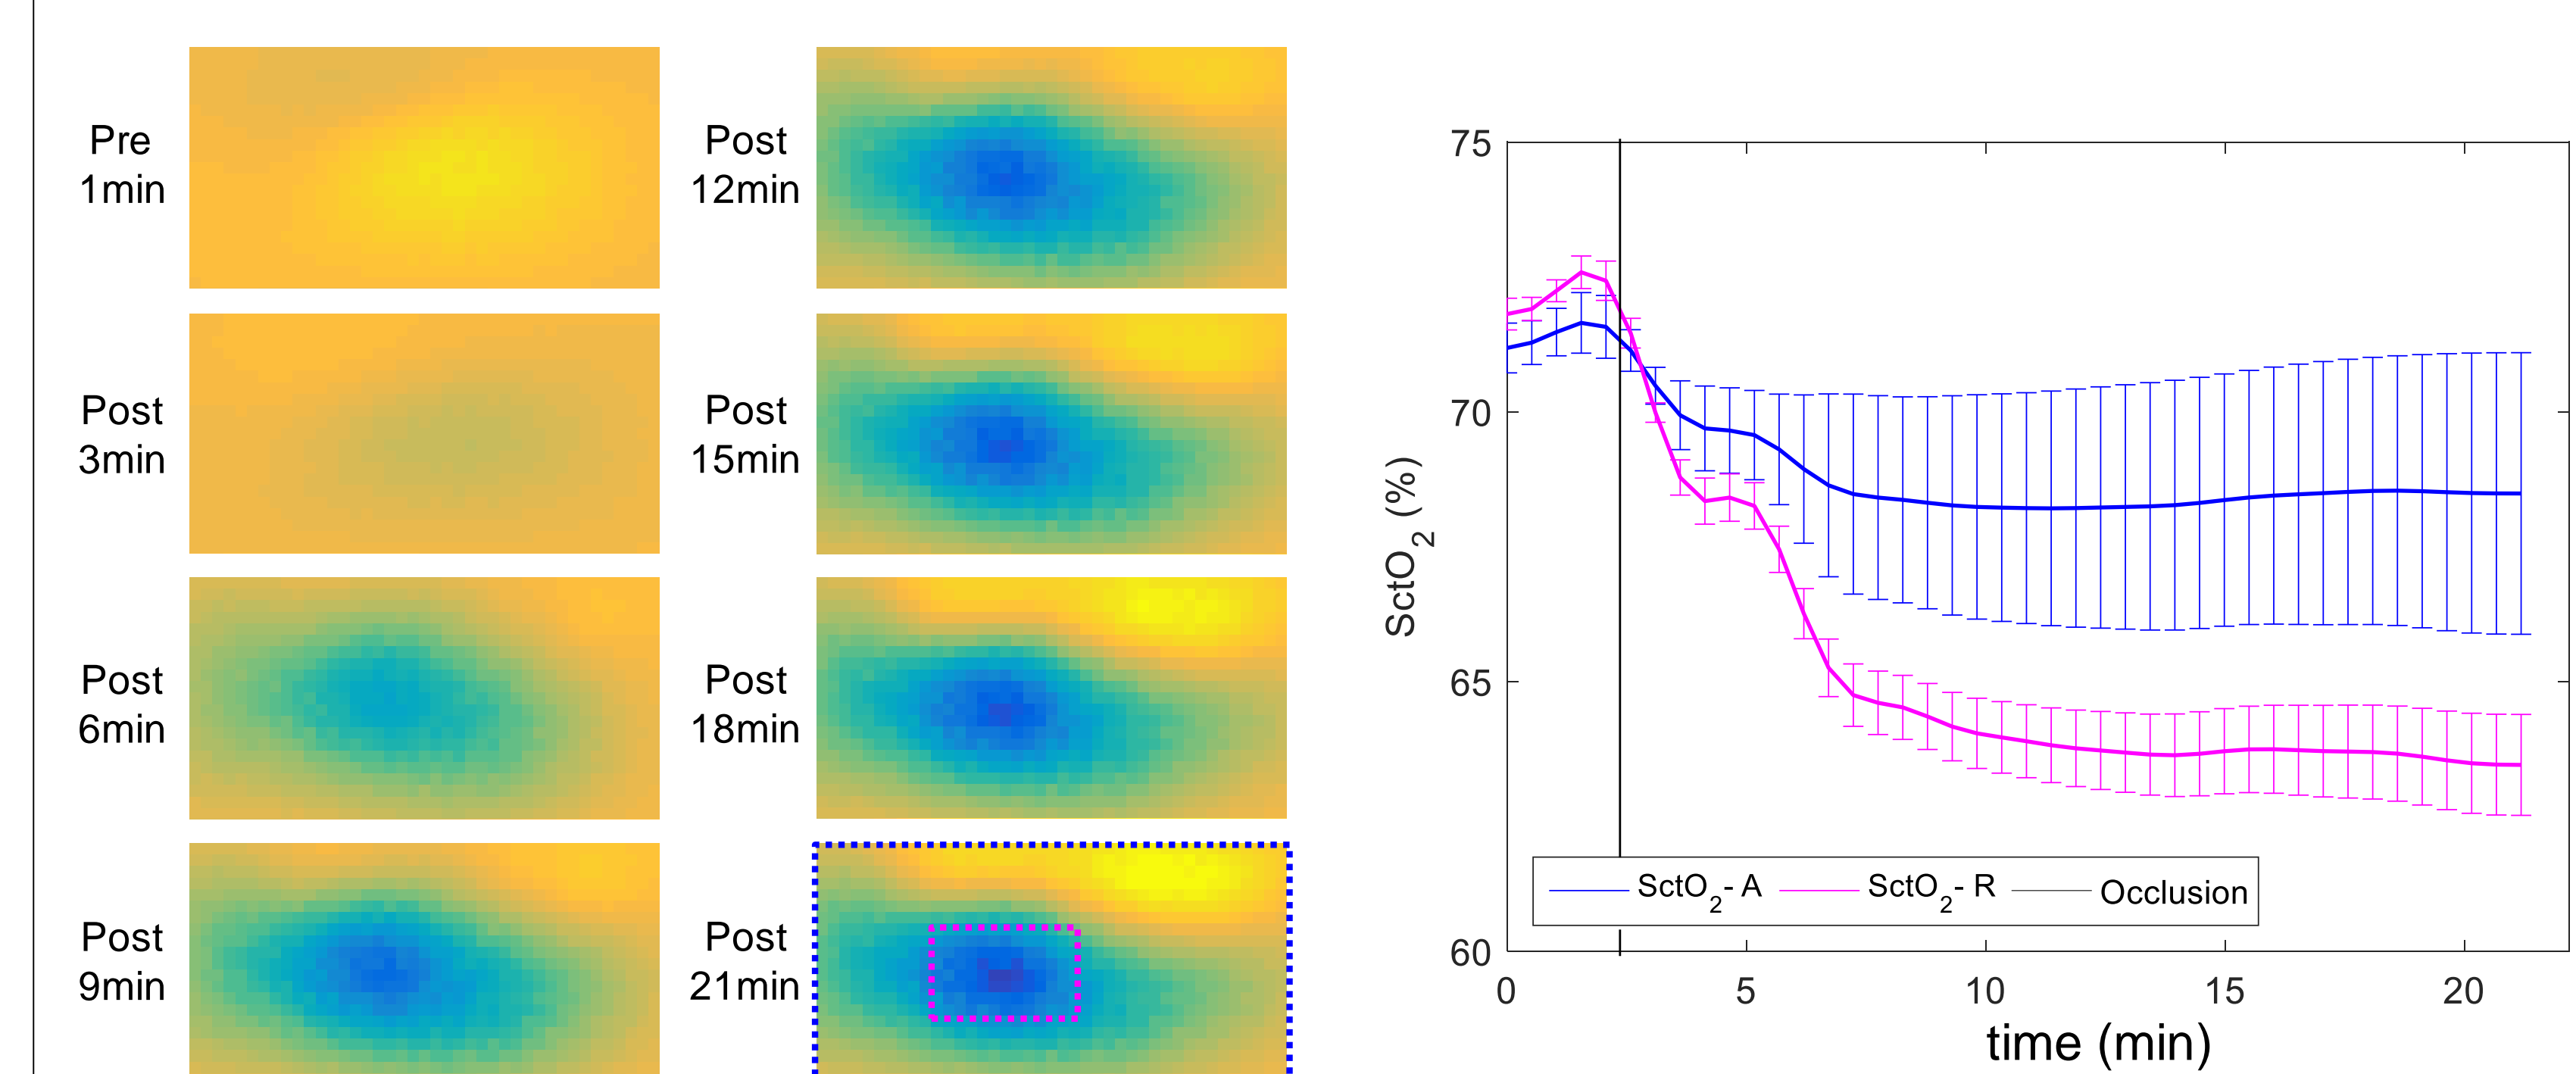 Pre
1min
Post
12min
Post
3min
Post
15min
Post
6min
Post
18min
Post
9min
Post
21min
75
70
65
60
SctO2 (%)
SctO2- A
SctO2- R
Occlusion
0 5 10 15 20
time (min)